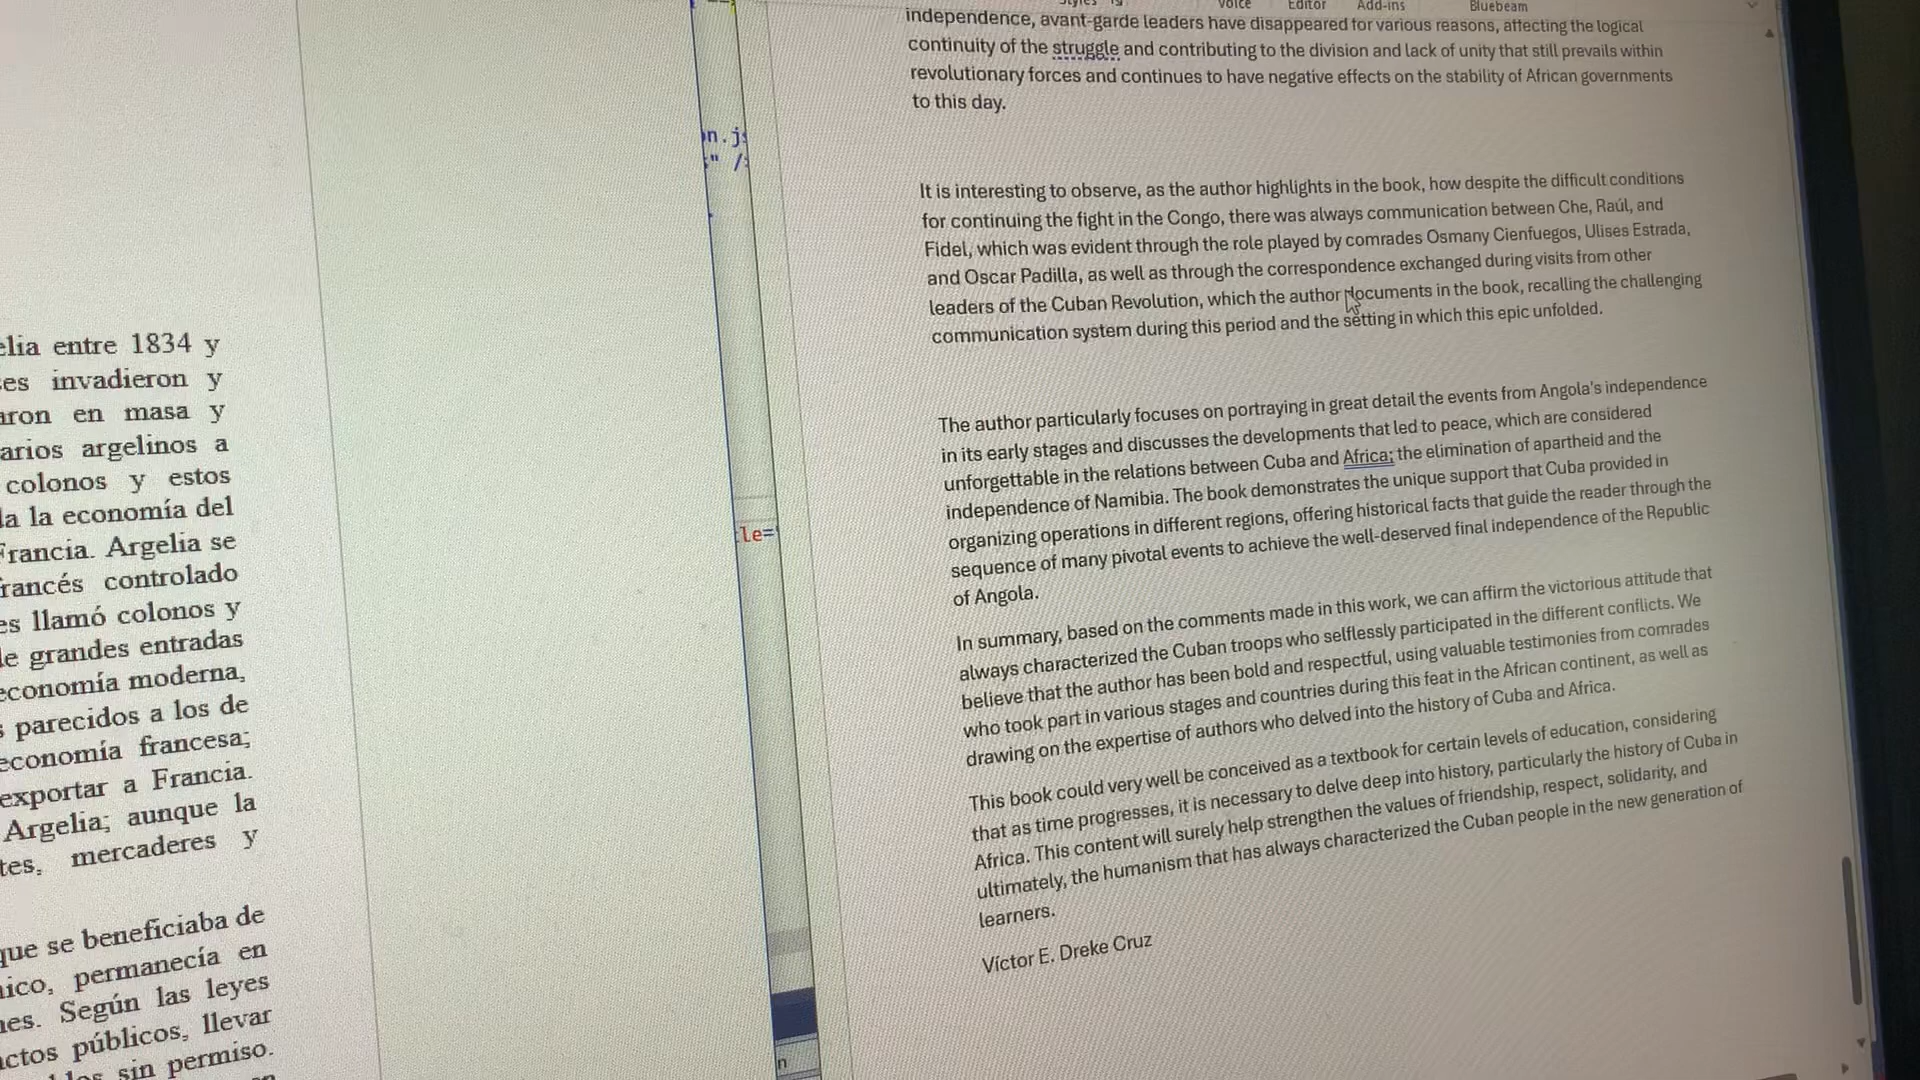 Voice Editor Add-ins Bluebeam
independence, avant-garde leaders have disappeared for various reasons, affecting the logical
continuity of the struggle and contributing to the division and lack of unity that still prevails within
revolutionary forces and continues to have negative effects on the stability of African governments
to this day.
It is interesting to observe, as the author highlights in the book, how despite the difficult conditions
for continuing the fight in the Congo, there was always communication between Che, Raúl, and
Fidel, which was evident through the role played by comrades Osmany Cienfuegos, Ulises Estrada,
and Oscar Padilla, as well as through the correspondence exchanged during visits from other
leaders of the Cuban Revolution, which the author documents in the book, recalling the challenging
communication system during this period and the setting in which this epic unfolded.
The author particularly focuses on portraying in great detail the events from Angola's independence
in its early stages and discusses the developments that led to peace, which are considered
unforgettable in the relations between Cuba and Africa; the elimination of apartheid and the
independence of Namibia. The book demonstrates the unique support that Cuba provided in
organizing operations in different regions, offering historical facts that guide the reader through the
sequence of many pivotal events to achieve the well-deserved final independence of the Republic
of Angola.
In summary, based on the comments made in this work, we can affirm the victorious attitude that
always characterized the Cuban troops who selflessly participated in the different conflicts. We
believe that the author has been bold and respectful, using valuable testimonies from comrades
who took part in various stages and countries during this feat in the African continent, as well as
drawing on the expertise of authors who delved into the history of Cuba and Africa.
This book could very well be conceived as a textbook for certain levels of education, considering
that as time progresses, it is necessary to delve deep into history, particularly the history of Cuba in
Africa. This content will surely help strengthen the values of friendship, respect, solidarity, and
ultimately, the humanism that has always characterized the Cuban people in the new generation of
learners.
Víctor E. Dreke Cruz
elia entre 1834 y
es invadieron y
aron en masa y
arios argelinos a
colonos y estos
la la economía del
Francia. Argelia se
rancés controlado
es llamó colonos y
le grandes entradas
economía moderna,
s parecidos a los de
economía francesa;
exportar a Francia.
Argelia; aunque la
tes, mercaderes y
que se beneficiaba de
nico, permanecía en
nes. Según las leyes
actos públicos, llevar
sin permiso.
n.js
" />
le=
n